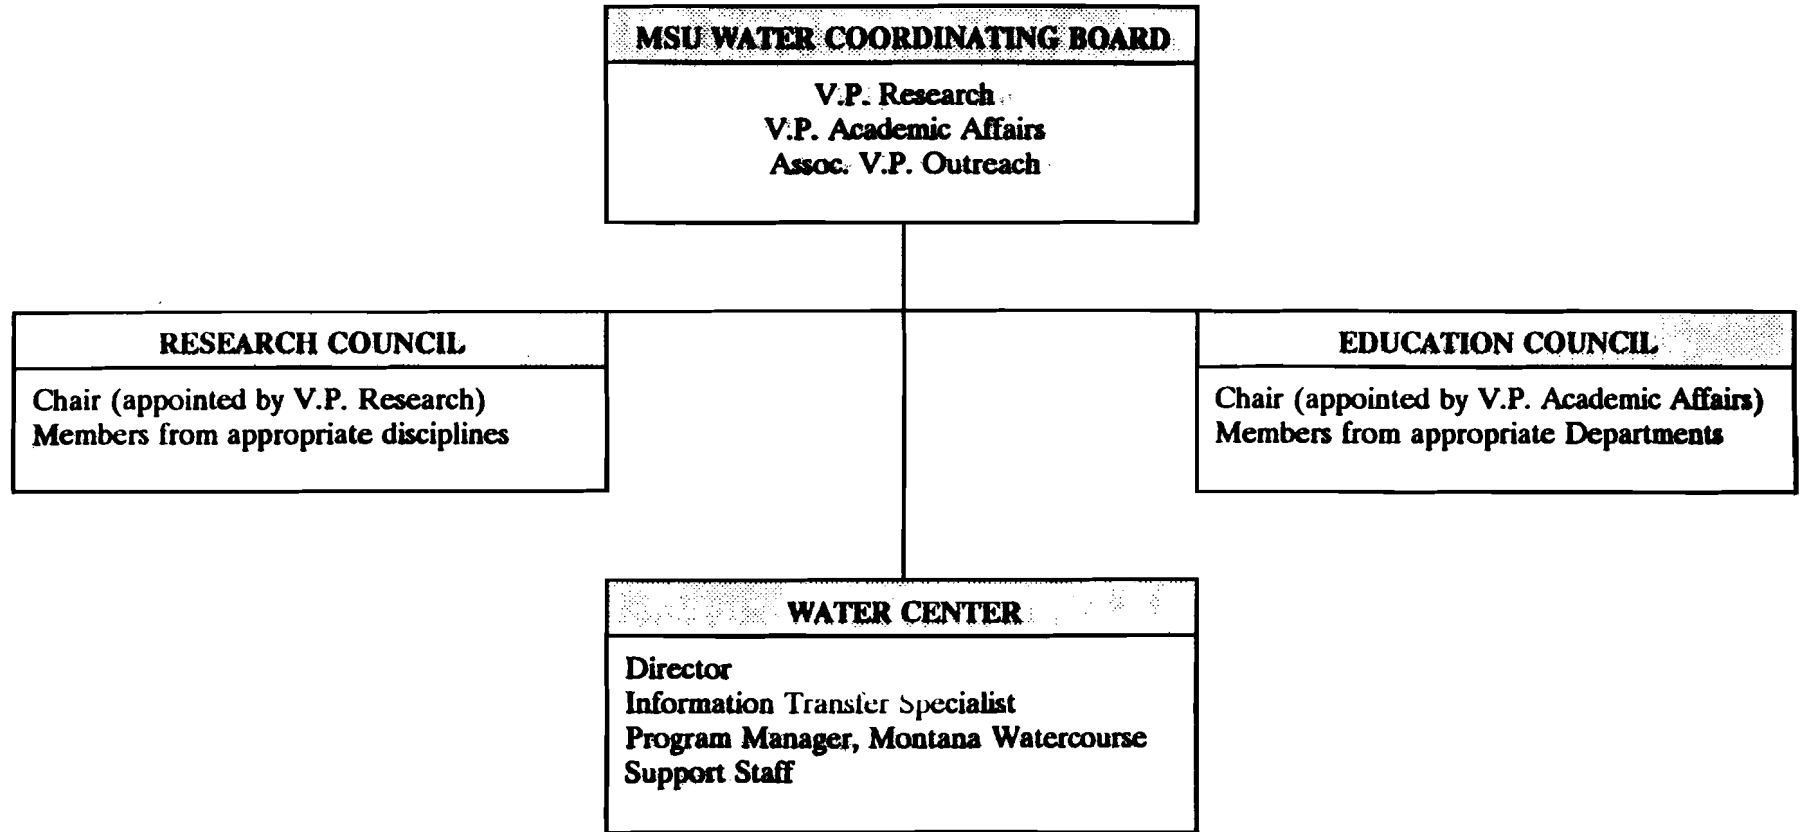 MSU WATER COORDINATING BOARD
V.P. Research
V.P. Academic Affairs
Assoc. V.P. Outreach
RESEARCH COUNCIL
Chair (appointed by V.P. Research)
Members from appropriate disciplines
EDUCATION COUNCIL
Chair (appointed by V.P. Academic Affairs)
Members from appropriate Departments
WATER CENTER
Director
Information Transfer Specialist
Program Manager, Montana Watercourse
Support Staff